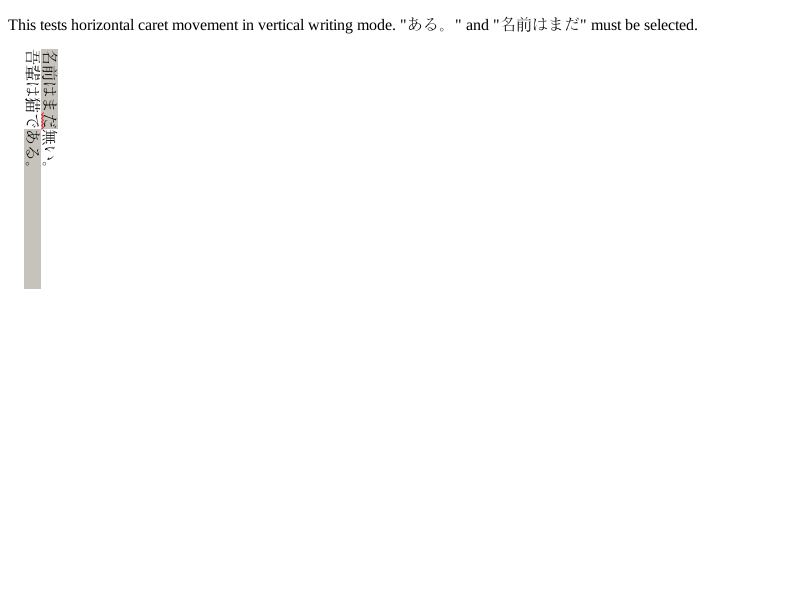 This tests horizontal caret movement in vertical writing mode. "ある。" and "名前はまだ" must be selected.
吾輩は猫である。
名前はまだ無い。